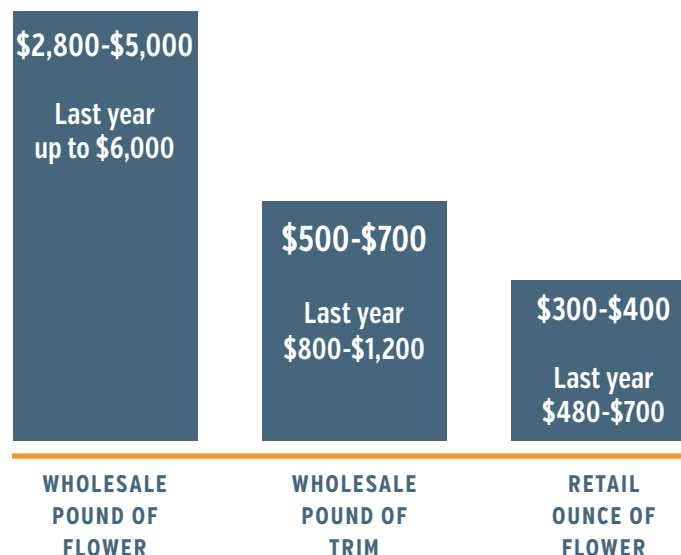 $2,800-$5,000
Last year
up to $6,000
$500-$700
Last year
$800-$1,200
$300-$400
Last year
$480-$700
WHOLESALE
POUND OF
FLOWER
WHOLESALE
POUND OF
TRIM
RETAIL
OUNCE OF
FLOWER